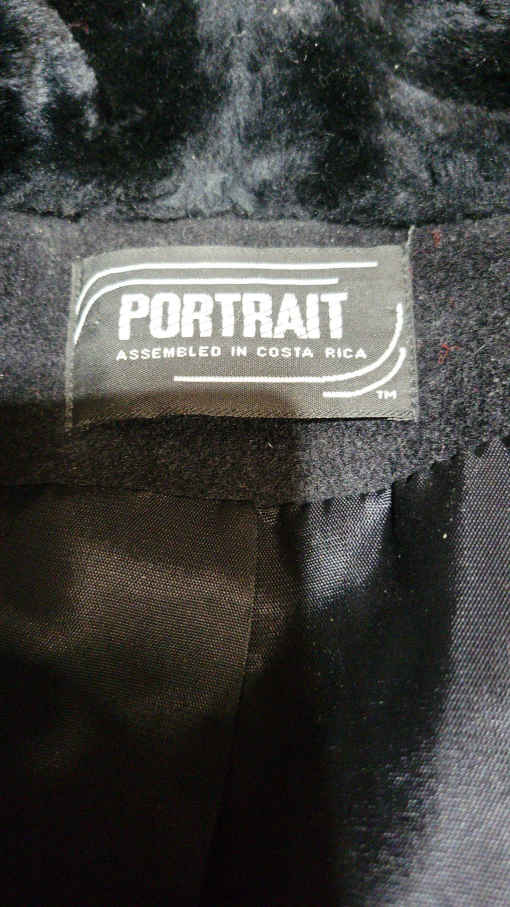 PORTRAIT
ASSEMBLED IN COSTA RICA
TM